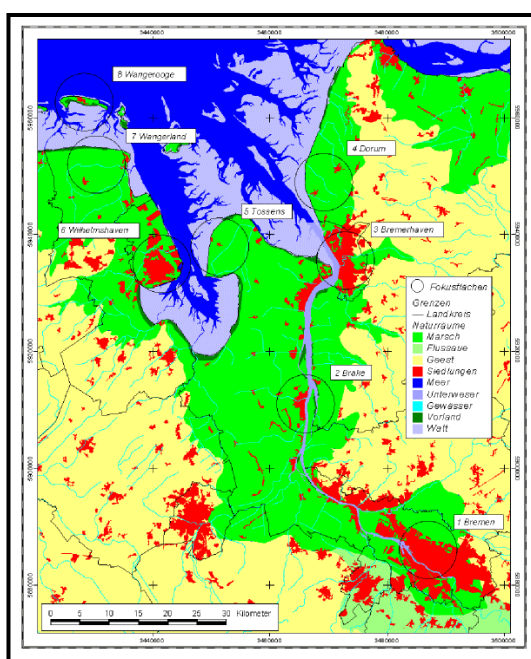 3440000
3460000
3480000
3500000
8 Wangerooge
7 Wangerland
4 Dorum
5 Tossens
6 Wilhelmshaven
3 Bremerhaven
Fokusflächen
Grenzen
Landkreis
Naturräume
Marsch
Flussaue
Geest
Siedlungen
Meer
Unterweser
Gewässer
Vorland
Watt
2 Brake
1 Bremen
0 5 10 15 20 25 30 Kilometer
3440000